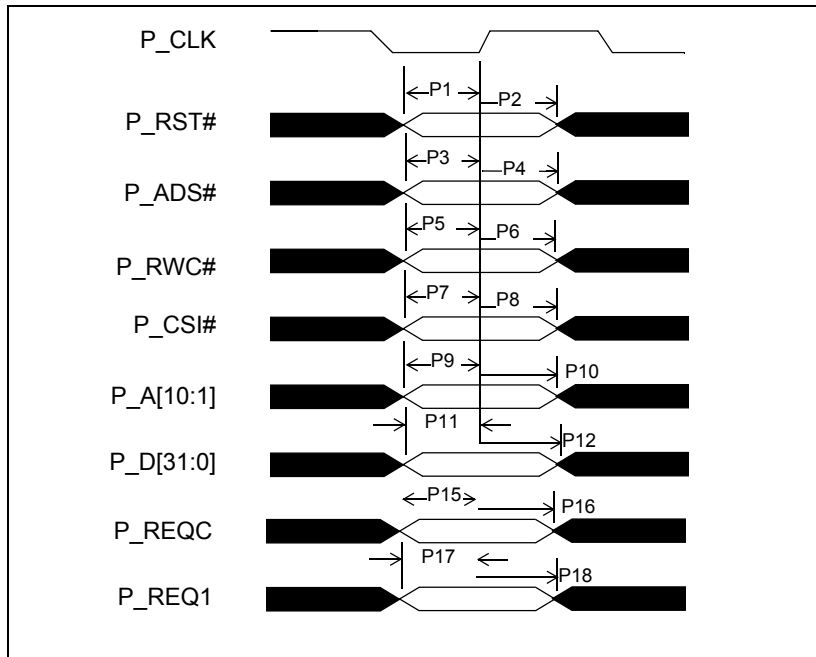 P_CLK
P1
P2
P_RST#
P3
P4
P_ADS#
P5
P6
P_RWC#
P7
P8
P_CSI#
P9
P10
P_A[10:1]
P11
P12
P_D[31:0]
P15
P16
P_REQC
P17
P18
P_REQ1